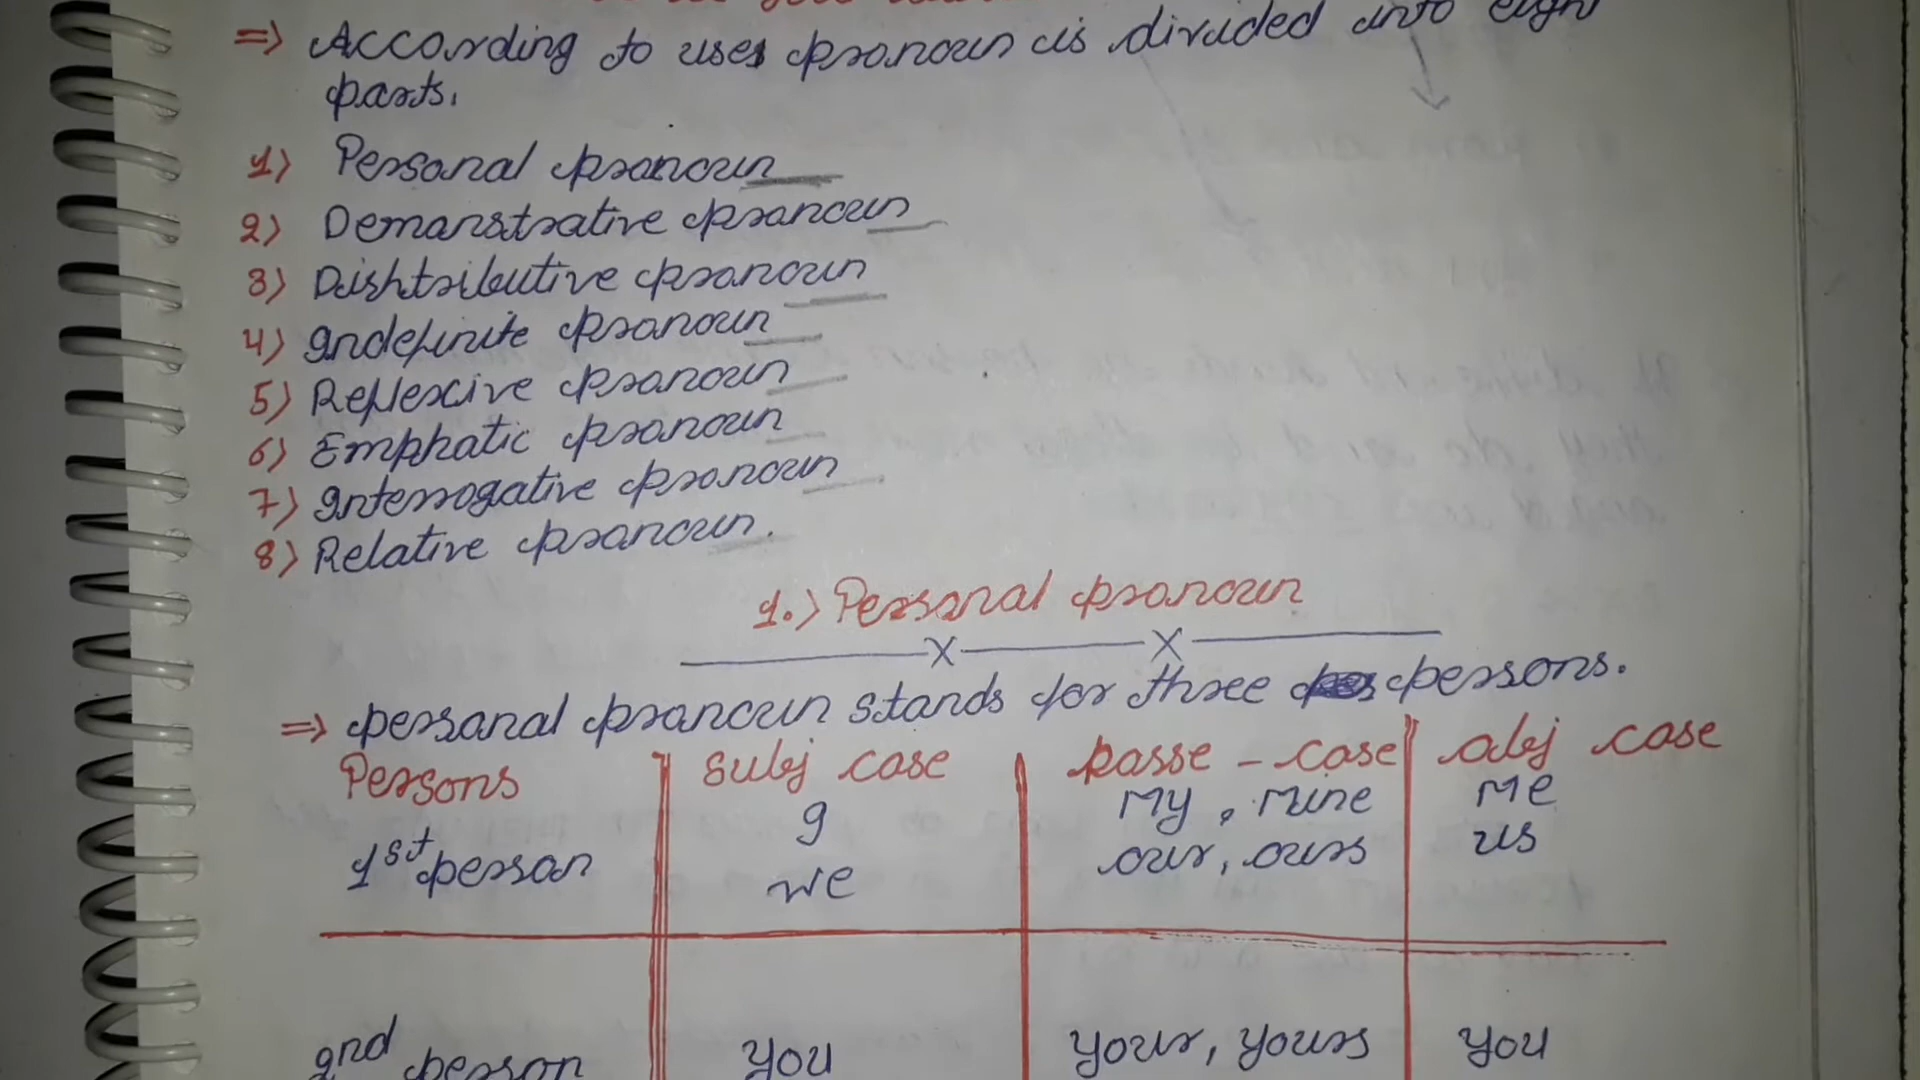 => According to uses pronoun is divided into eight
parts.
1) Personal pronoun
2) Demanstrative pronoun
3) Dishtributive pronoun
4) Indefinite pronoun
5) Reflexive pronoun
6) Emphatic pronoun
7) Interrogative pronoun
8) Relative pronoun.
1.) Personal pronoun
x x
=> personal pronoun stands for three persons.
Persons subj case posse - case obj case
1st person I my, mine me
we our, ours us
2nd person you your, yours you